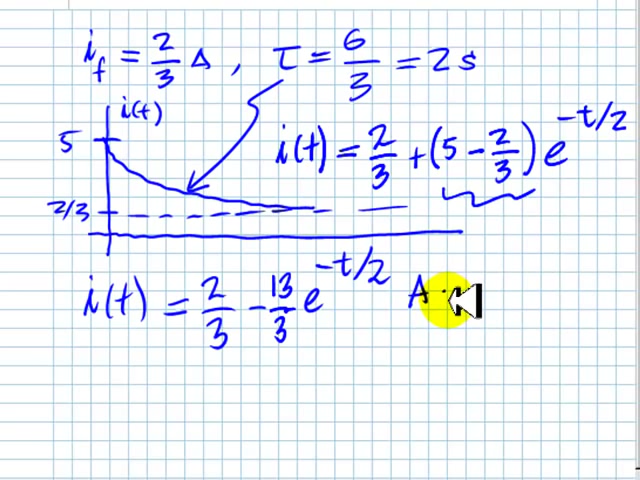 i_f = 2/3 A, τ = 6/3 = 2 s
i(t)
5
i(t) = 2/3 + (5 - 2/3) e^{-t/2}
2/3
i(t) = 2/3 - 13/3 e^{-t/2} A